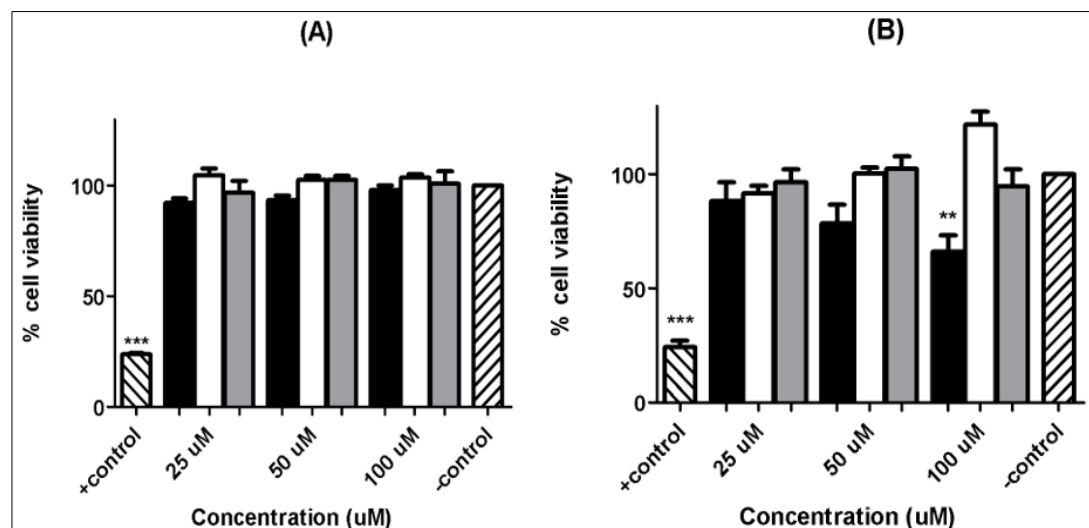 (A)
% cell viability
100
50
0
***
+control
25 uM
50 uM
100 uM
-control
Concentration (uM)
(B)
% cell viability
100
50
0
***
**
+control
25 uM
50 uM
100 uM
-control
Concentration (uM)